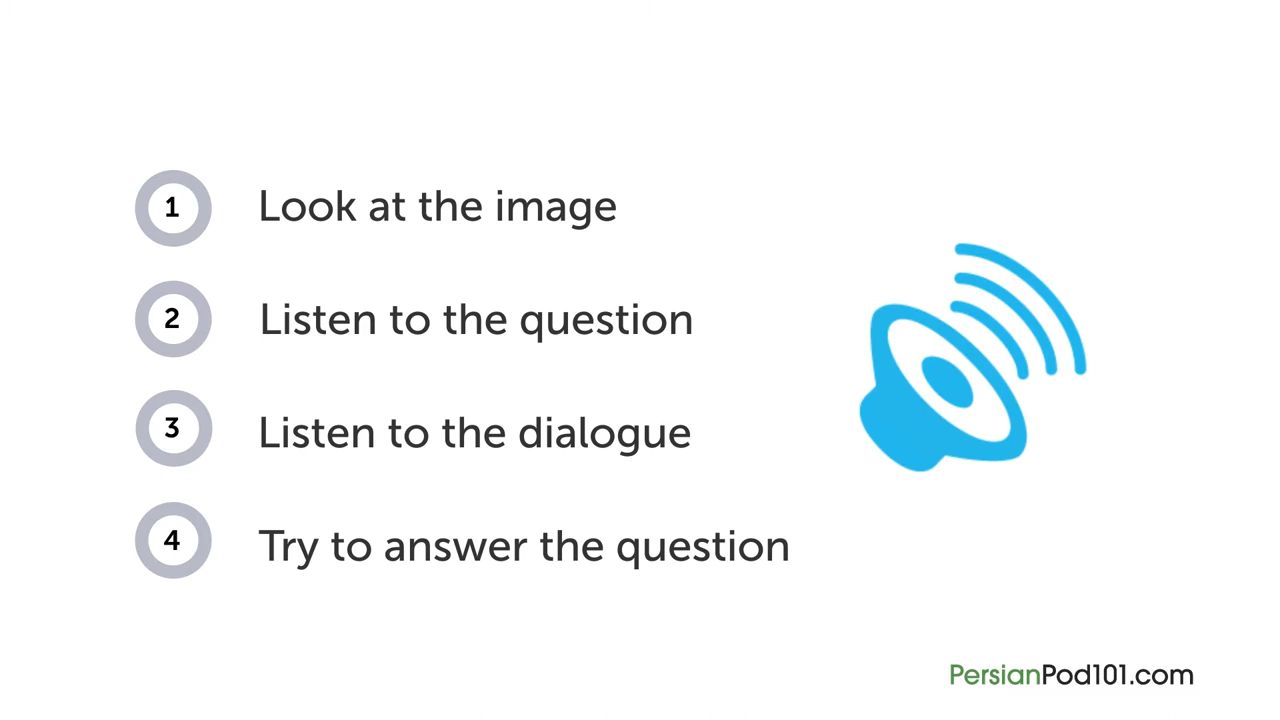 1 Look at the image
2 Listen to the question
3 Listen to the dialogue
4 Try to answer the question
PersianPod101.com